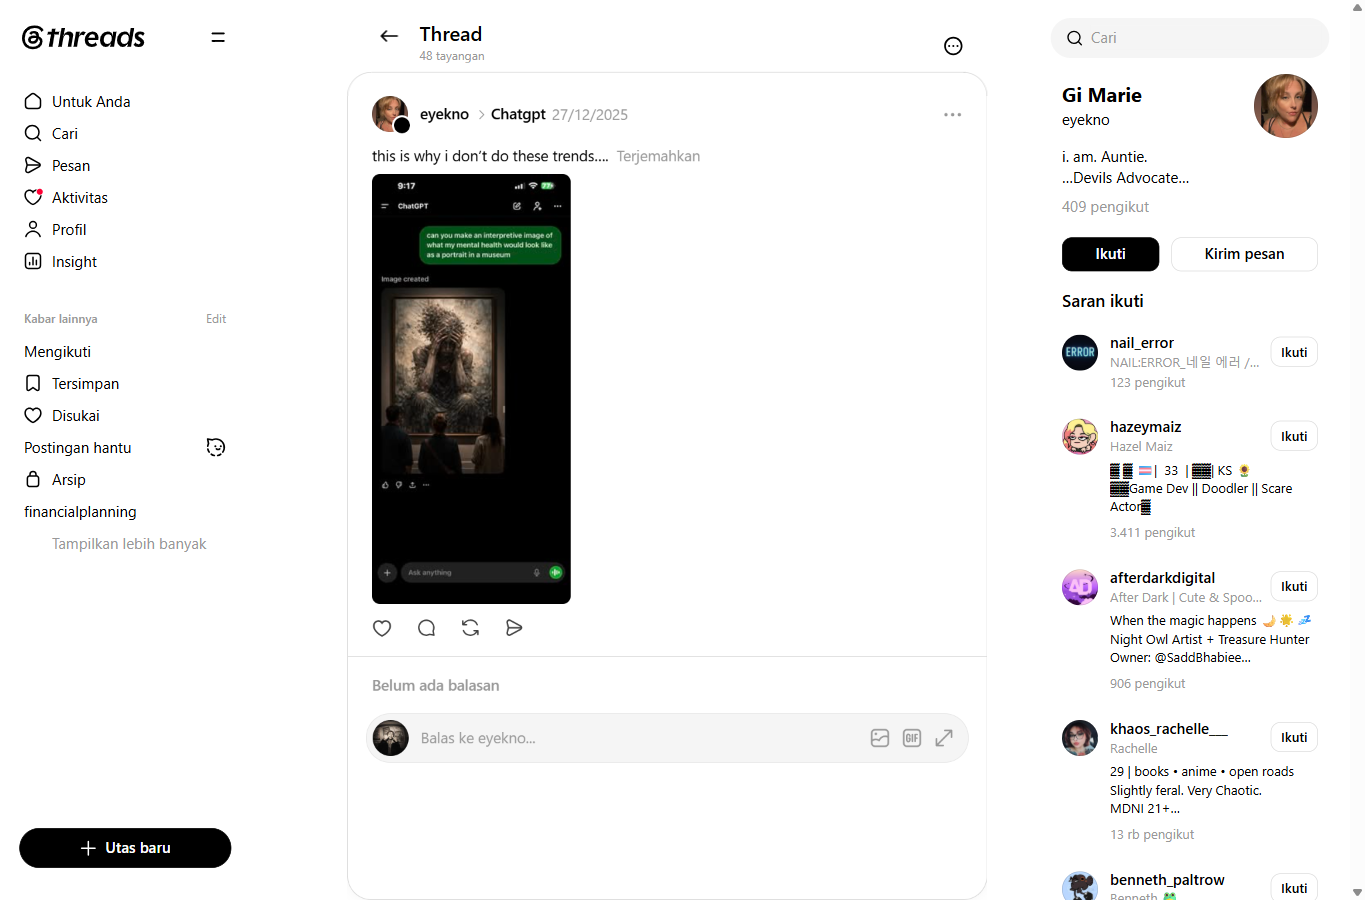 threads
Untuk Anda
Cari
Pesan
Aktivitas
Profil
Insight
Kabar lainnya
Edit
Mengikuti
Tersimpan
Disukai
Postingan hantu
Arsip
financialplanning
Tampilkan lebih banyak
Utas baru
Thread
48 tayangan
eyekno > Chatgpt 27/12/2025
this is why i don’t do these trends.... Terjemahkan
9:17
ChatGPT
can you make an interpretive image of
what my mental health would look like
as a portrait in a museum
Image created
Ask anything
Belum ada balasan
Balas ke eyekno...
GIF
Cari
Gi Marie
eyekno
i. am. Auntie.
...Devils Advocate...
409 pengikut
Ikuti
Kirim pesan
Saran ikuti
ERROR
nail_error
NAIL:ERROR_네일 에러 /...
123 pengikut
Ikuti
hazeymaiz
Hazel Maiz
| 33 | | KS 🌻
Game Dev || Doodler || Scare
Actor
3.411 pengikut
Ikuti
AD
afterdarkdigital
After Dark | Cute & Spoo...
When the magic happens 🌙 ☀️ 💤
Night Owl Artist + Treasure Hunter
Owner: @SaddBhabiee...
906 pengikut
Ikuti
khaos_rachelle___
Rachelle
29 | books • anime • open roads
Slightly feral. Very Chaotic.
MDNI 21+...
13 rb pengikut
Ikuti
benneth_paltrow
Benneth 🐸
Ikuti